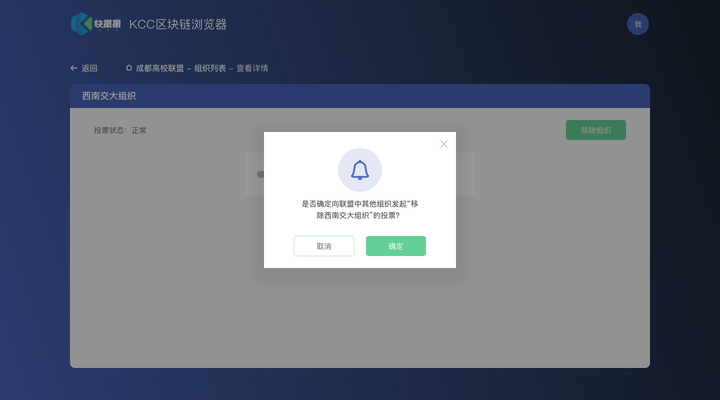 快墨墨 KCC区块链浏览器
我
返回
成都高校联盟 – 组织列表 – 查看详情
西南交大组织
投票状态：正常
移除组织
组
是否确定向联盟中其他组织发起“移
除西南交大组织”的投票?
取消
确定